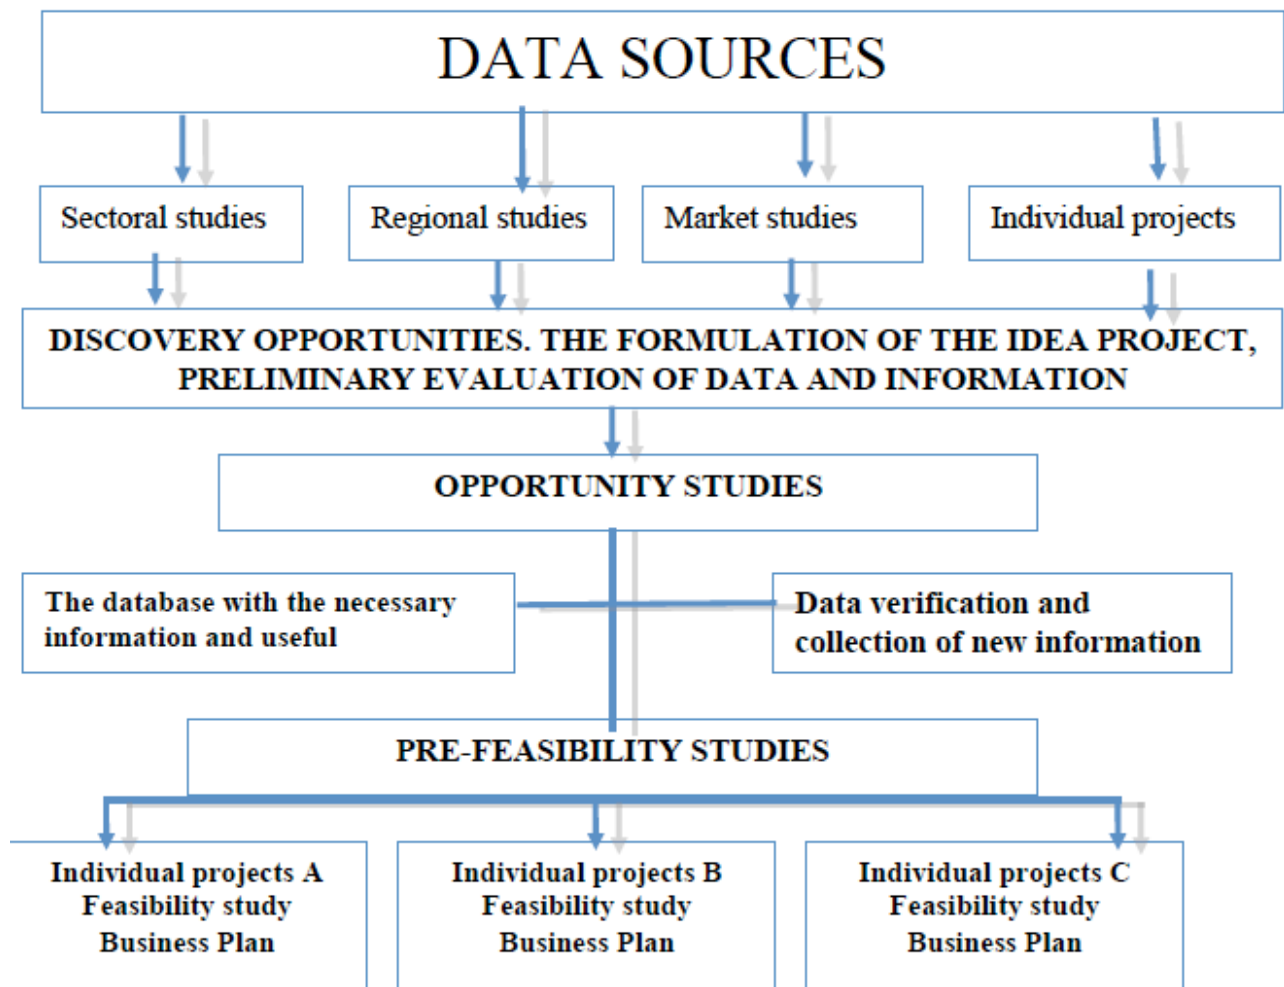 DATA SOURCES
Sectoral studies
Regional studies
Market studies
Individual projects
DISCOVERY OPPORTUNITIES. THE FORMULATION OF THE IDEA PROJECT,
PRELIMINARY EVALUATION OF DATA AND INFORMATION
OPPORTUNITY STUDIES
The database with the necessary
information and useful
Data verification and
collection of new information
PRE-FEASIBILITY STUDIES
Individual projects A
Feasibility study
Business Plan
Individual projects B
Feasibility study
Business Plan
Individual projects C
Feasibility study
Business Plan